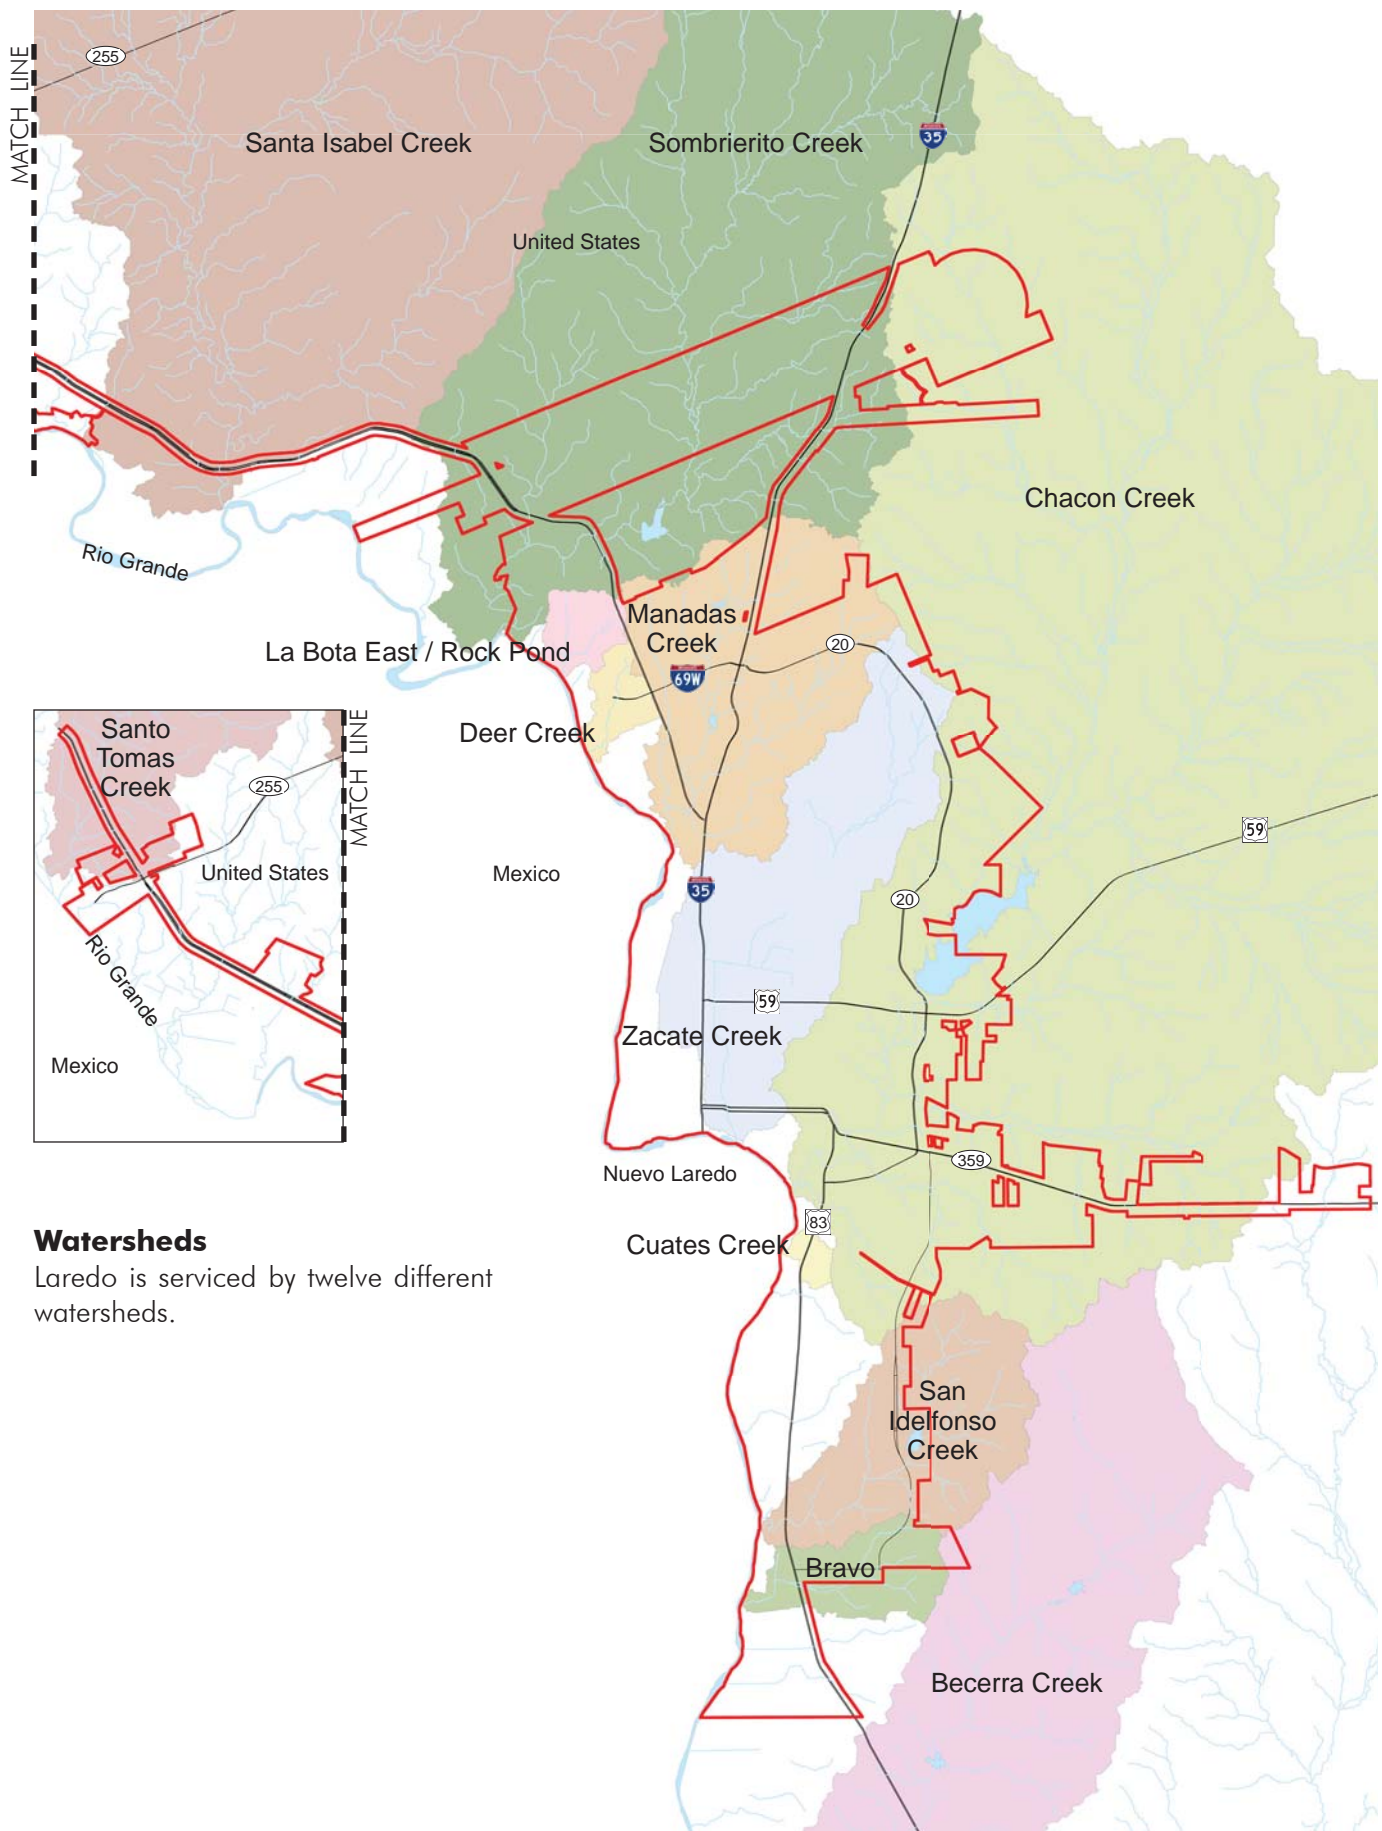 MATCH LINE
255
Santa Isabel Creek
Sombrierito Creek
35
United States
Chacon Creek
Rio Grande
Manadas
Creek
20
La Bota East / Rock Pond
69W
Deer Creek
MATCH LINE
Santo
Tomas
Creek
255
United States
Rio Grande
Mexico
59
Mexico
35
20
59
Zacate Creek
359
Nuevo Laredo
83
Cuates Creek
Watersheds
Laredo is serviced by twelve different
watersheds.
San
Idelfonso
Creek
Bravo
Becerra Creek